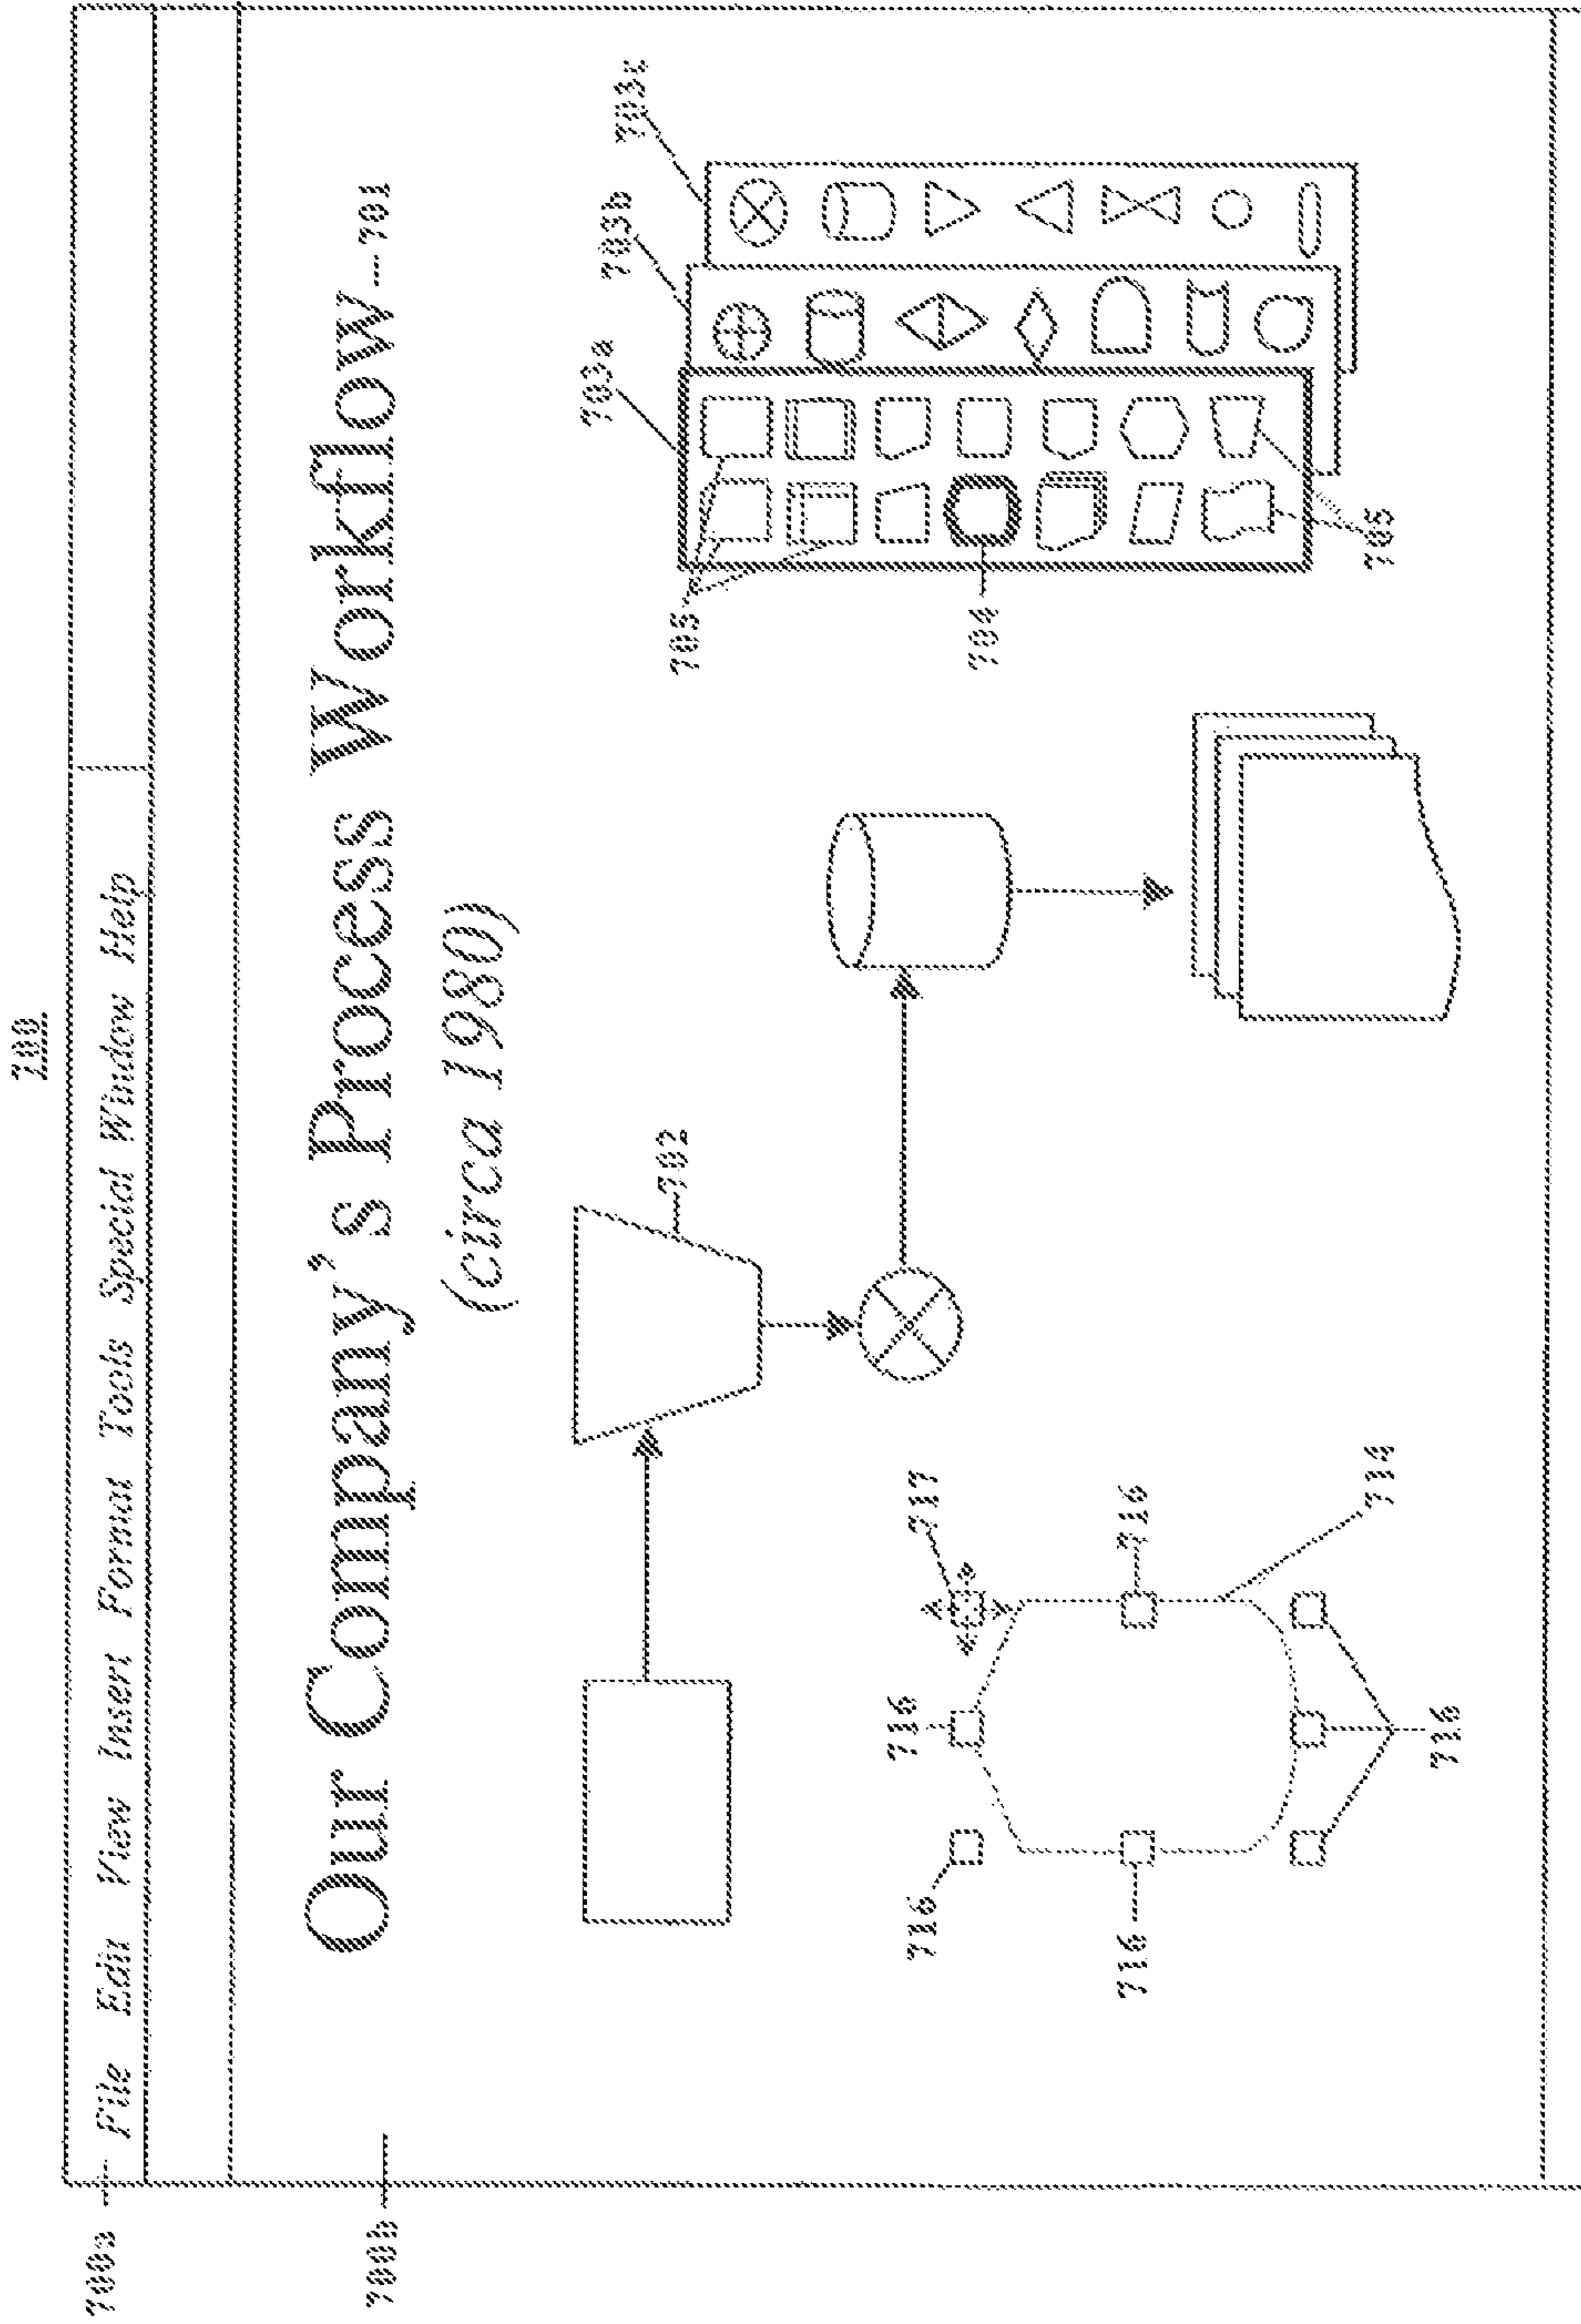 700
700a
File Edit View Insert Format Tools Special Window Help
700b
Our Company's Process Workflow
701
(circa 1980)
702
703a
703b
703c
705
704
705
717
716
716
716
716
714
716